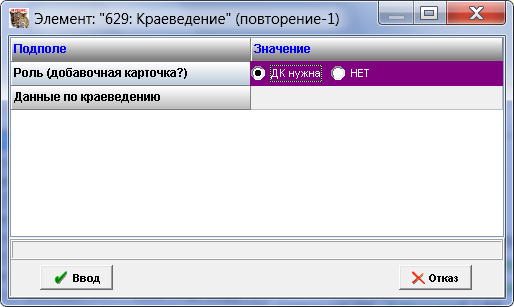 Элемент: "629: Краеведение" (повторение-1)
Подполе Значение
Роль (добавочная карточка?) ДК нужна НЕТ
Данные по краеведению
Ввод Отказ